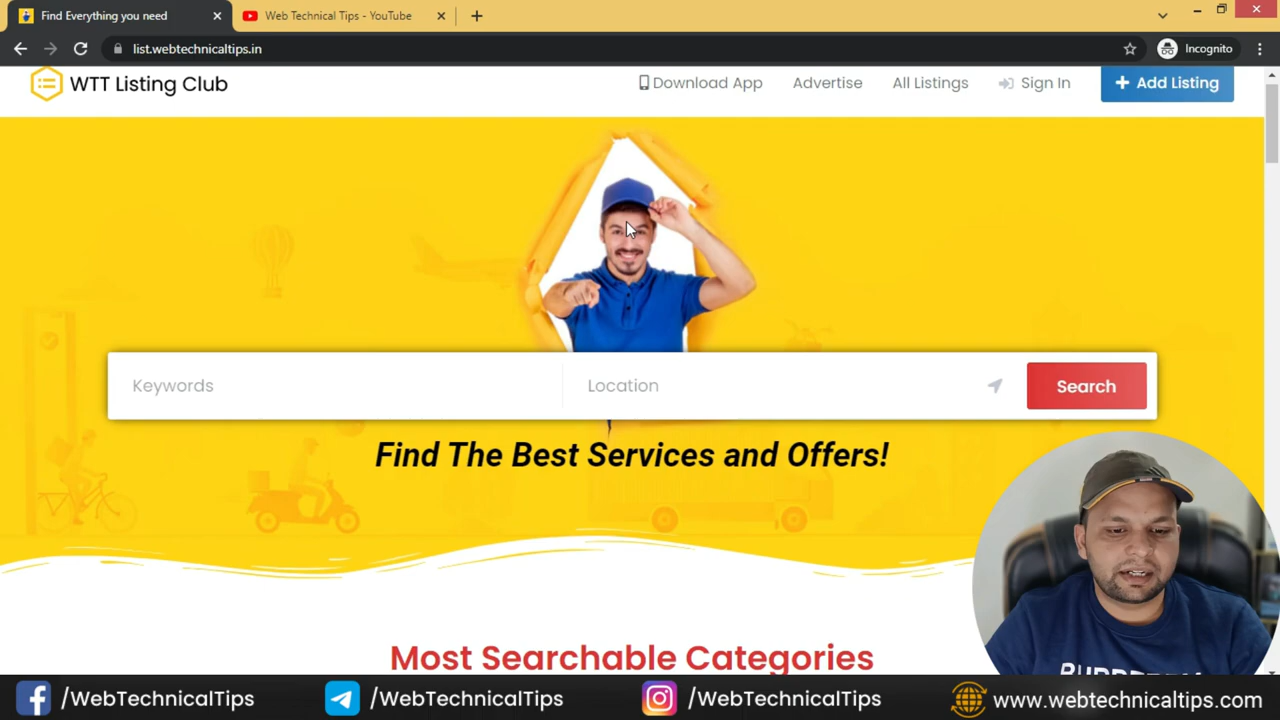 Find Everything you need
Web Technical Tips - YouTube
list.webtechnicaltips.in
Incognito
WTT Listing Club
Download App
Advertise
All Listings
Sign In
+ Add Listing
Keywords
Location
Search
Find The Best Services and Offers!
Most Searchable Categories
/WebTechnicalTips
/WebTechnicalTips
/WebTechnicalTips
www.webtechnicaltips.com